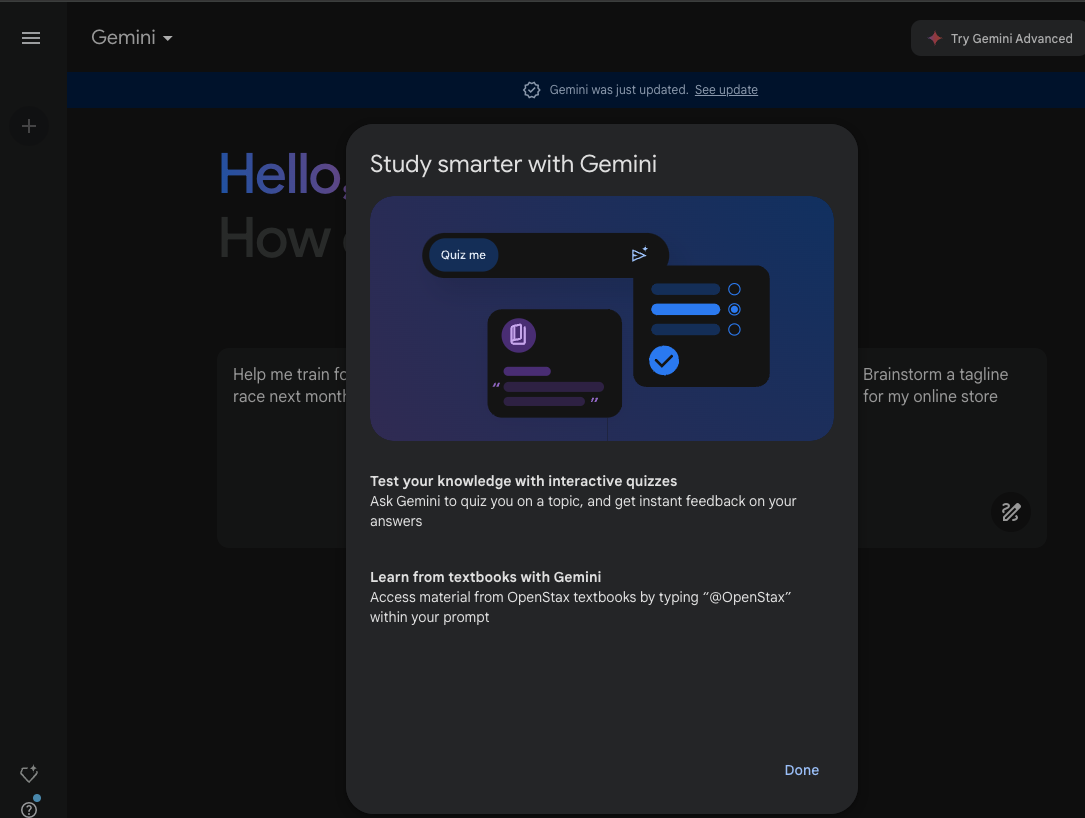 Gemini
Try Gemini Advanced
Gemini was just updated. See update
Hello,
How
Study smarter with Gemini
Quiz me
“
”
Help me train fo
race next month
Brainstorm a tagline
for my online store
Test your knowledge with interactive quizzes
Ask Gemini to quiz you on a topic, and get instant feedback on your
answers
Learn from textbooks with Gemini
Access material from OpenStax textbooks by typing “@OpenStax”
within your prompt
Done